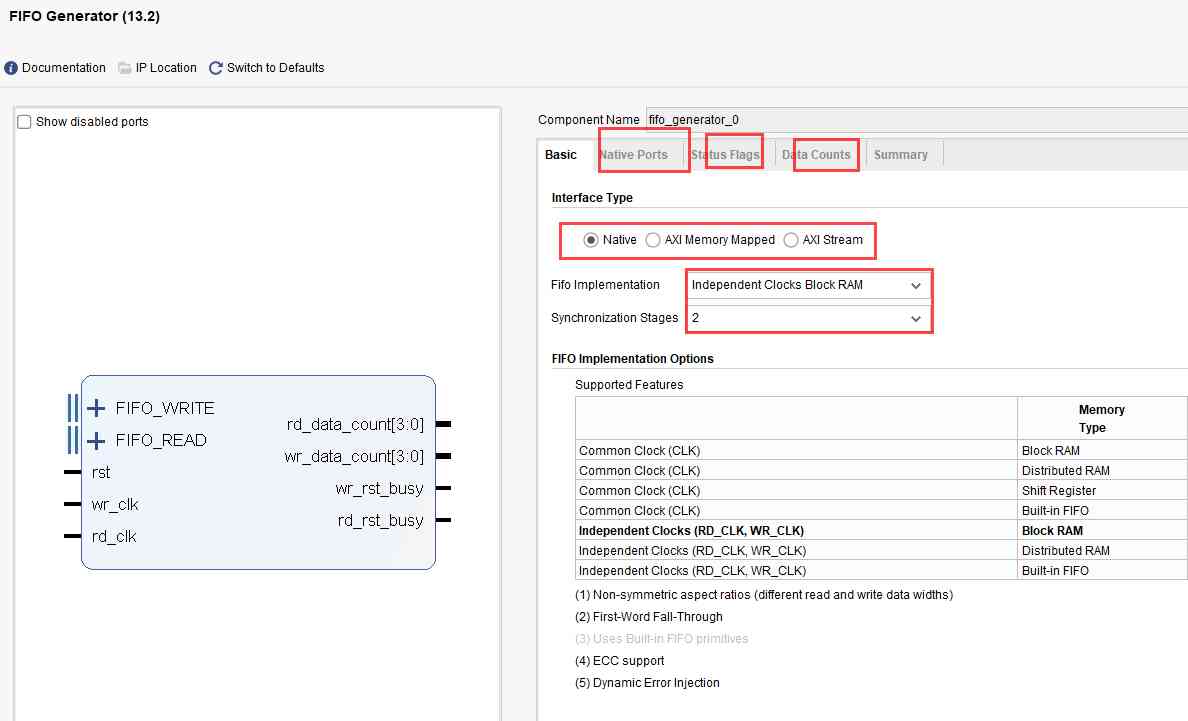 FIFO Generator (13.2)
Documentation IP Location Switch to Defaults
Show disabled ports
FIFO_WRITE
FIFO_READ
rst
wr_clk
rd_clk
rd_data_count[3:0]
wr_data_count[3:0]
wr_rst_busy
rd_rst_busy
Component Name fifo_generator_0
Basic Native Ports Status Flags Data Counts Summary
Interface Type
Native AXI Memory Mapped AXI Stream
Fifo Implementation Independent Clocks Block RAM
Synchronization Stages 2
FIFO Implementation Options
Supported Features
Memory
Type
Common Clock (CLK) Block RAM
Common Clock (CLK) Distributed RAM
Common Clock (CLK) Shift Register
Common Clock (CLK) Built-in FIFO
Independent Clocks (RD_CLK, WR_CLK) Block RAM
Independent Clocks (RD_CLK, WR_CLK) Distributed RAM
Independent Clocks (RD_CLK, WR_CLK) Built-in FIFO
(1) Non-symmetric aspect ratios (different read and write data widths)
(2) First-Word Fall-Through
(3) Uses Built-in FIFO primitives
(4) ECC support
(5) Dynamic Error Injection